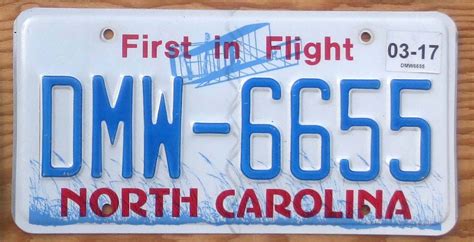 First in Flight
03-17
DMW6655
DMW-6655
NORTH CAROLINA